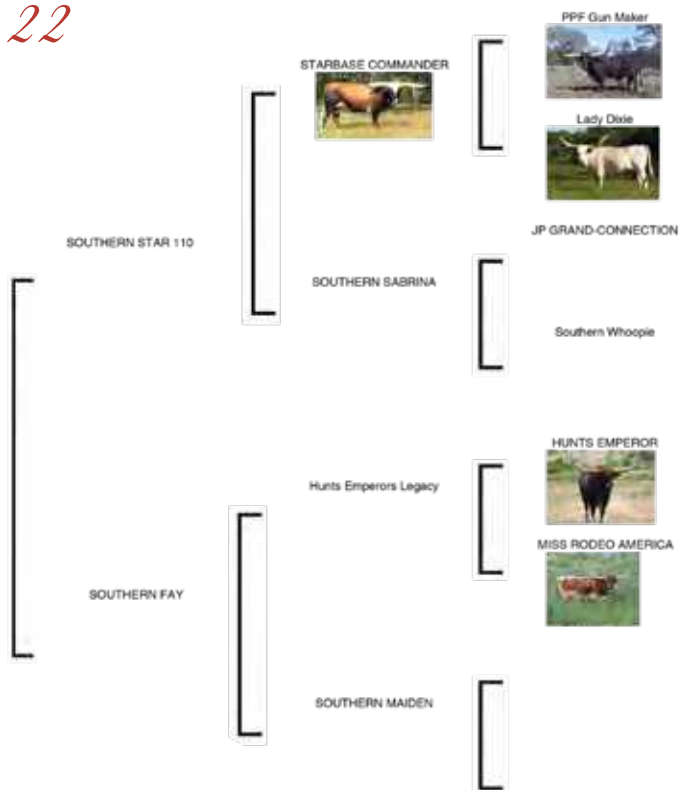 22
PPF Gun Maker
STARBASE COMMANDER
Lady Dixie
JP GRAND-CONNECTION
SOUTHERN STAR 110
SOUTHERN SABRINA
Southern Whoopie
HUNTS EMPEROR
Hunts Emperors Legacy
MISS RODEO AMERICA
SOUTHERN FAY
SOUTHERN MAIDEN